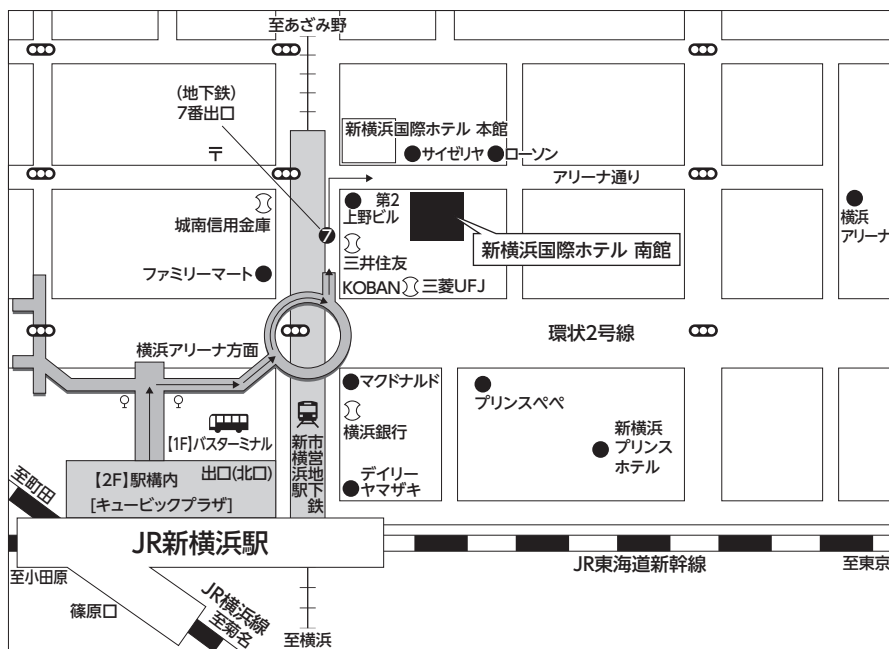 至あざみ野
(地下鉄)
7番出口
新横浜国際ホテル 本館
サイゼリヤ
ローソン
〒
アリーナ通り
第2
上野ビル
城南信用金庫
7
横浜
アリーナ
新横浜国際ホテル 南館
三井住友
ファミリーマート
KOBAN
三菱UFJ
環状2号線
横浜アリーナ方面
マクドナルド
プリンスペペ
横浜銀行
新横浜
プリンス
ホテル
【1F】バスターミナル
市営地下鉄
新横浜駅
出口(北口)
【2F】駅構内
[キュービックプラザ]
デイリー
ヤマザキ
至町田
JR新横浜駅
JR東海道新幹線
至東京
至小田原
篠原口
JR横浜線
至菊名
至横浜